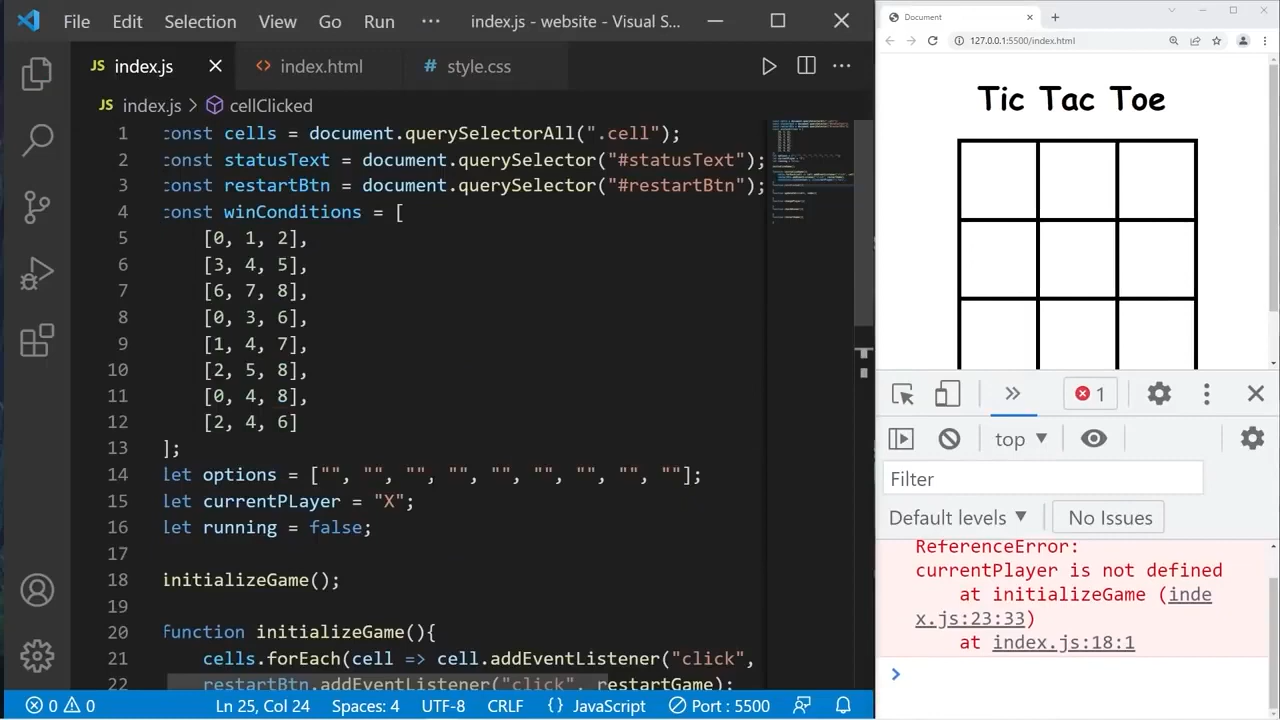 File Edit Selection View Go Run ··· index.js - website - Visual S...
JS index.js <> index.html # style.css
JS index.js > cellClicked
1 const cells = document.querySelectorAll(".cell");
2 const statusText = document.querySelector("#statusText");
3 const restartBtn = document.querySelector("#restartBtn");
4 const winConditions = [
5 [0, 1, 2],
6 [3, 4, 5],
7 [6, 7, 8],
8 [0, 3, 6],
9 [1, 4, 7],
10 [2, 5, 8],
11 [0, 4, 8],
12 [2, 4, 6]
13 ];
14 let options = ["", "", "", "", "", "", "", "", ""];
15 let currentPLayer = "X";
16 let running = false;
17
18 initializeGame();
19
20 function initializeGame(){
21 cells.forEach(cell => cell.addEventListener("click",
22 restartBtn.addEventListener("click", restartGame);
0 0 Ln 25, Col 24 Spaces: 4 UTF-8 CRLF {} JavaScript Port : 5500
Document
127.0.0.1:5500/index.html
Tic Tac Toe
1
top
Filter
Default levels No Issues
ReferenceError:
currentPlayer is not defined
at initializeGame (inde
x.js:23:33)
at index.js:18:1